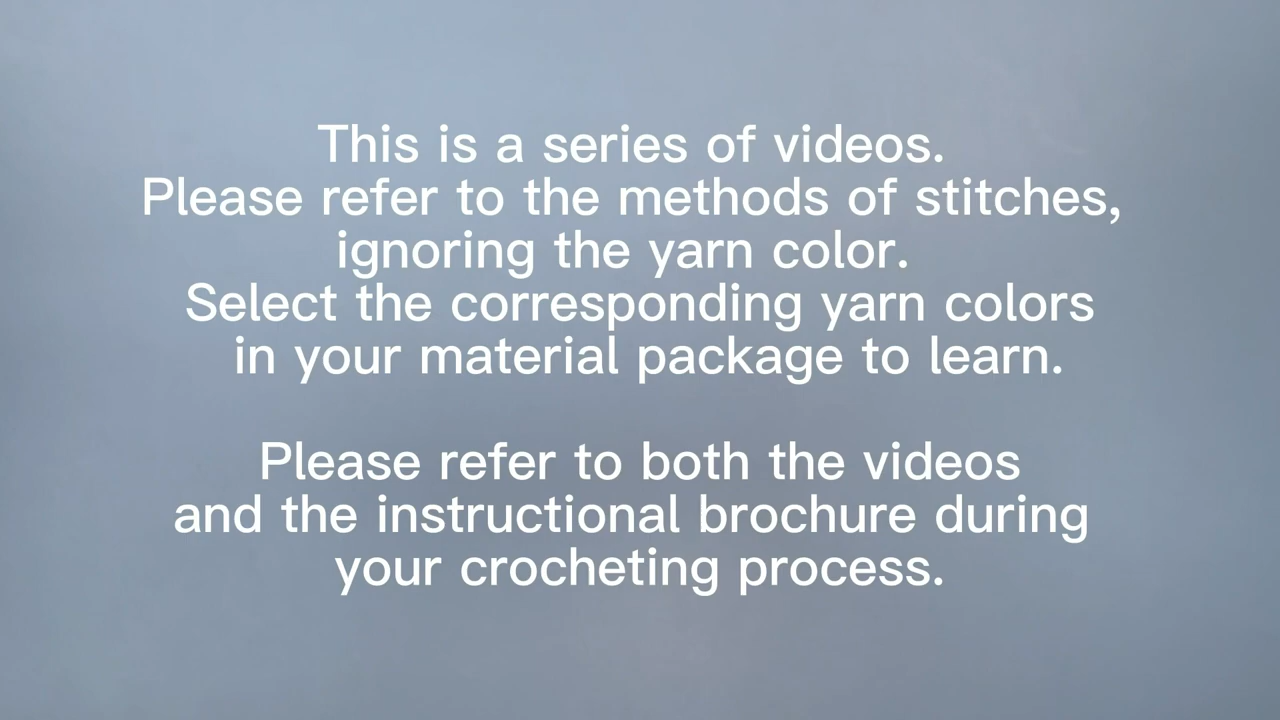 This is a series of videos.
Please refer to the methods of stitches,
ignoring the yarn color.
Select the corresponding yarn colors
in your material package to learn.
Please refer to both the videos
and the instructional brochure during
your crocheting process.